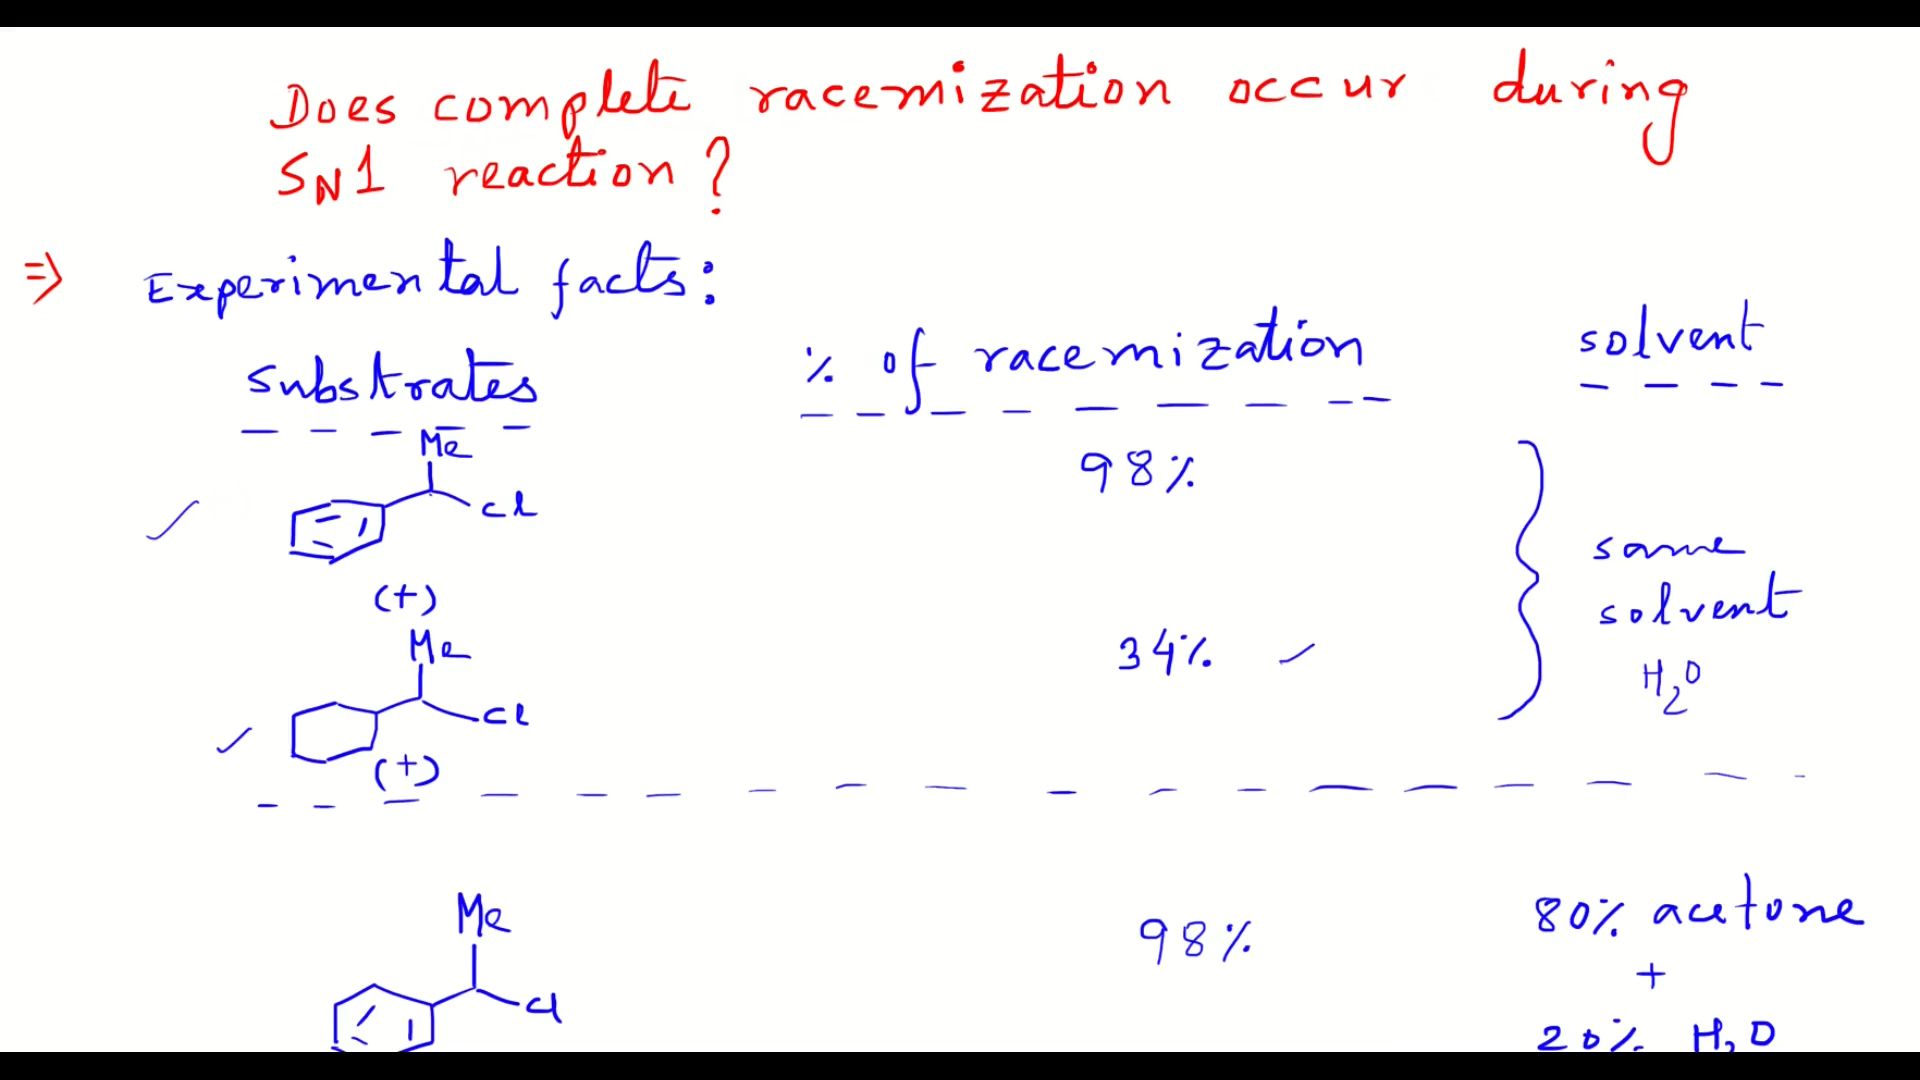 Does complete racemization occur during
SN1 reaction?
⇒ Experimental facts:
Substrates % of racemization solvent
Me
Cl
98%
(+)
Me
Cl
(+)
34%
same
solvent
H2O
Me
Cl
98%
80% acetone
+
20% H2O